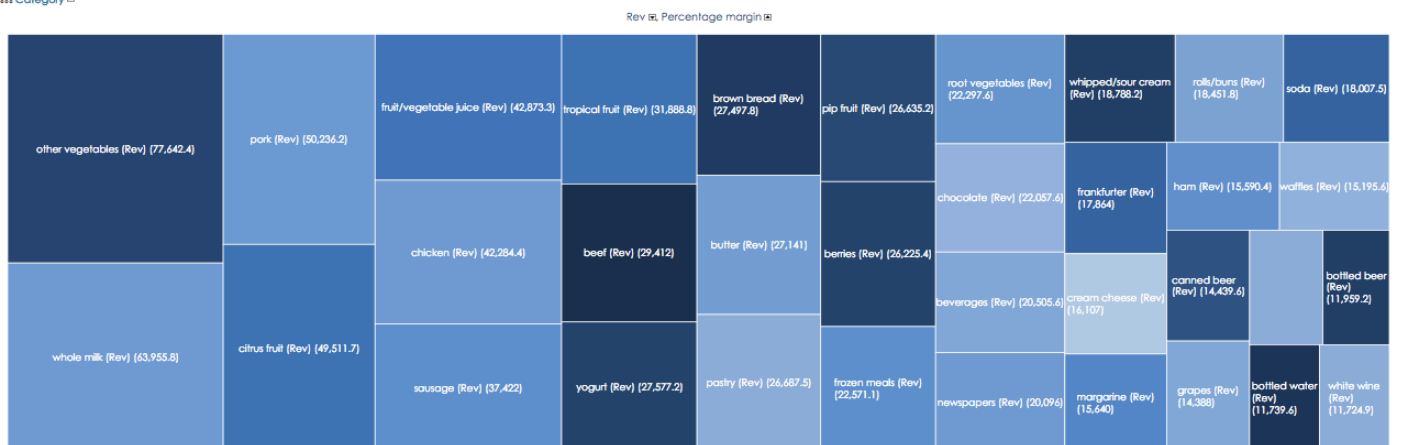 Category
Rev , Percentage margin
other vegetables (Rev) (77,642.4)
whole milk (Rev) (63,955.8)
pork (Rev) (50,236.2)
citrus fruit (Rev) (49,511.7)
fruit/vegetable juice (Rev) (42,873.3)
chicken (Rev) (42,284.4)
sausage (Rev) (37,422)
tropical fruit (Rev) (31,888.8)
beef (Rev) (29,412)
yogurt (Rev) (27,577.2)
brown bread (Rev)
(27,497.8)
butter (Rev) (27,141)
pastry (Rev) (26,687.5)
pip fruit (Rev) (26,635.2)
berries (Rev) (26,225.4)
frozen meals (Rev)
(22,571.1)
root vegetables (Rev)
(22,297.6)
chocolate (Rev) (22,057.6)
beverages (Rev) (20,505.6)
newspapers (Rev) (20,096)
whipped/sour cream
(Rev) (18,788.2)
rolls/buns (Rev)
(18,451.8)
soda (Rev) (18,007.5)
frankfurter (Rev)
(17,864)
cream cheese (Rev)
(16,107)
margarine (Rev)
(15,640)
ham (Rev) (15,590.4)
waffles (Rev) (15,195.6)
canned beer
(Rev) (14,439.6)
grapes (Rev)
(14,388)
bottled beer
(Rev)
(11,959.2)
bottled water
(Rev)
(11,739.6)
white wine
(Rev)
(11,724.9)